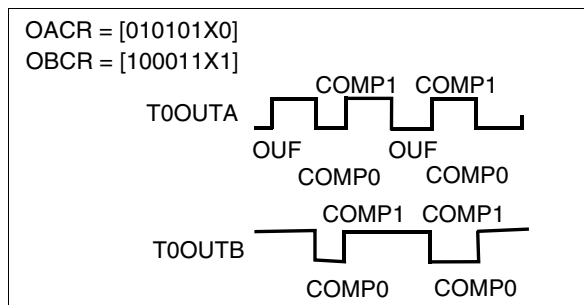 OACR = [010101X0]
OBCR = [100011X1]
COMP1 COMP1
T0OUTA
OUF OUF
COMP0 COMP0
COMP1 COMP1
T0OUTB
COMP0 COMP0